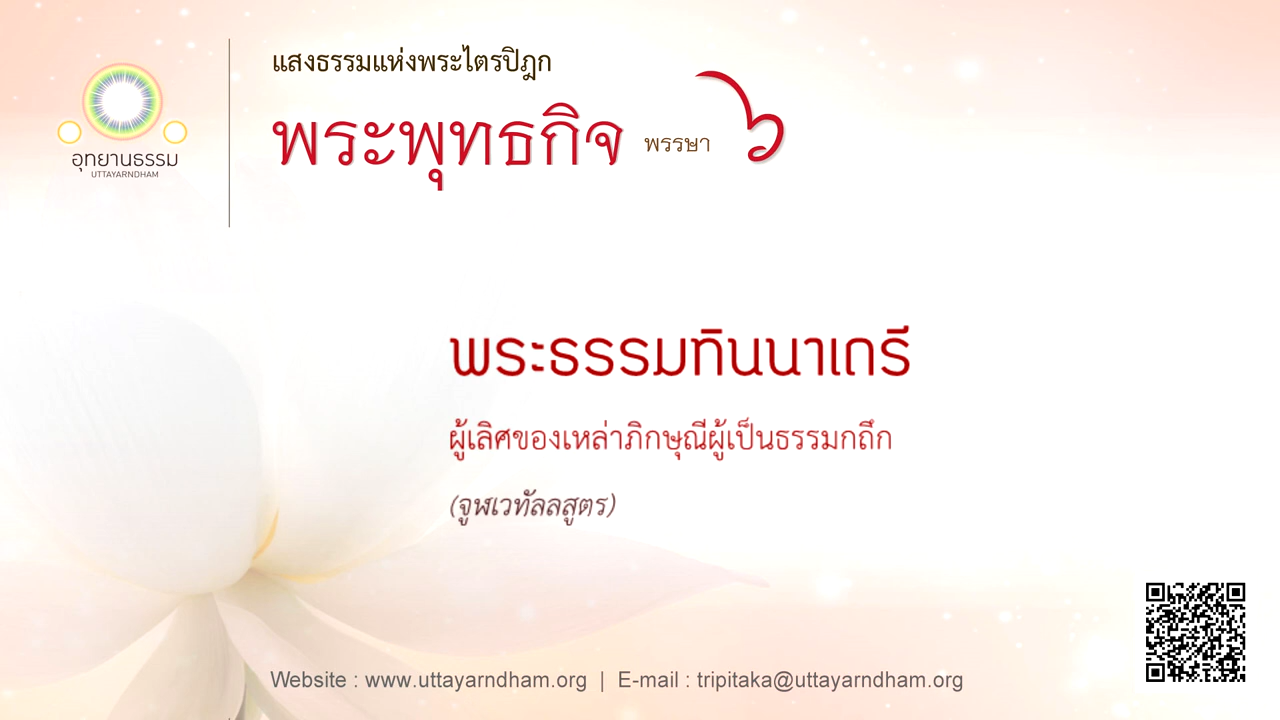 แสงธรรมแห่งพระไตรปิฎก
พระพุทธกิจ พรรษา ๖
อุทยานธรรม
UTTAYARNDHAM
พระธรรมทินนาเถรี
ผู้เลิศของเหล่าภิกษุณีผู้เป็นธรรมกถึก
(จูฬเวทัลลสูตร)
Website : www.uttayarndham.org | E-mail : tripitaka@uttayarndham.org